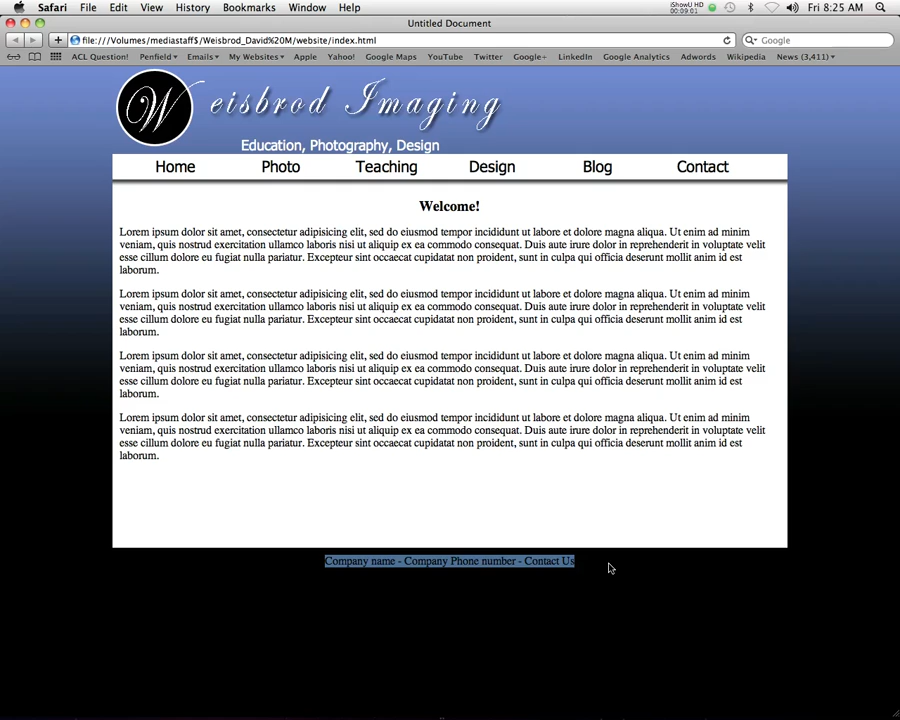 Safari File Edit View History Bookmarks Window Help iShowU HD 00:09:01 Fri 8:25 AM
Untitled Document
file:///Volumes/mediastaff$/Weisbrod_David%20M/website/index.html Google
ACL Question! Penfield Emails My Websites Apple Yahoo! Google Maps YouTube Twitter Google+ LinkedIn Google Analytics Adwords Wikipedia News (3,411)
Weisbrod Imaging
Education, Photography, Design
Home Photo Teaching Design Blog Contact
Welcome!
Lorem ipsum dolor sit amet, consectetur adipisicing elit, sed do eiusmod tempor incididunt ut labore et dolore magna aliqua. Ut enim ad minim
veniam, quis nostrud exercitation ullamco laboris nisi ut aliquip ex ea commodo consequat. Duis aute irure dolor in reprehenderit in voluptate velit
esse cillum dolore eu fugiat nulla pariatur. Excepteur sint occaecat cupidatat non proident, sunt in culpa qui officia deserunt mollit anim id est
laborum.
Lorem ipsum dolor sit amet, consectetur adipisicing elit, sed do eiusmod tempor incididunt ut labore et dolore magna aliqua. Ut enim ad minim
veniam, quis nostrud exercitation ullamco laboris nisi ut aliquip ex ea commodo consequat. Duis aute irure dolor in reprehenderit in voluptate velit
esse cillum dolore eu fugiat nulla pariatur. Excepteur sint occaecat cupidatat non proident, sunt in culpa qui officia deserunt mollit anim id est
laborum.
Lorem ipsum dolor sit amet, consectetur adipisicing elit, sed do eiusmod tempor incididunt ut labore et dolore magna aliqua. Ut enim ad minim
veniam, quis nostrud exercitation ullamco laboris nisi ut aliquip ex ea commodo consequat. Duis aute irure dolor in reprehenderit in voluptate velit
esse cillum dolore eu fugiat nulla pariatur. Excepteur sint occaecat cupidatat non proident, sunt in culpa qui officia deserunt mollit anim id est
laborum.
Lorem ipsum dolor sit amet, consectetur adipisicing elit, sed do eiusmod tempor incididunt ut labore et dolore magna aliqua. Ut enim ad minim
veniam, quis nostrud exercitation ullamco laboris nisi ut aliquip ex ea commodo consequat. Duis aute irure dolor in reprehenderit in voluptate velit
esse cillum dolore eu fugiat nulla pariatur. Excepteur sint occaecat cupidatat non proident, sunt in culpa qui officia deserunt mollit anim id est
laborum.
Company name - Company Phone number - Contact Us